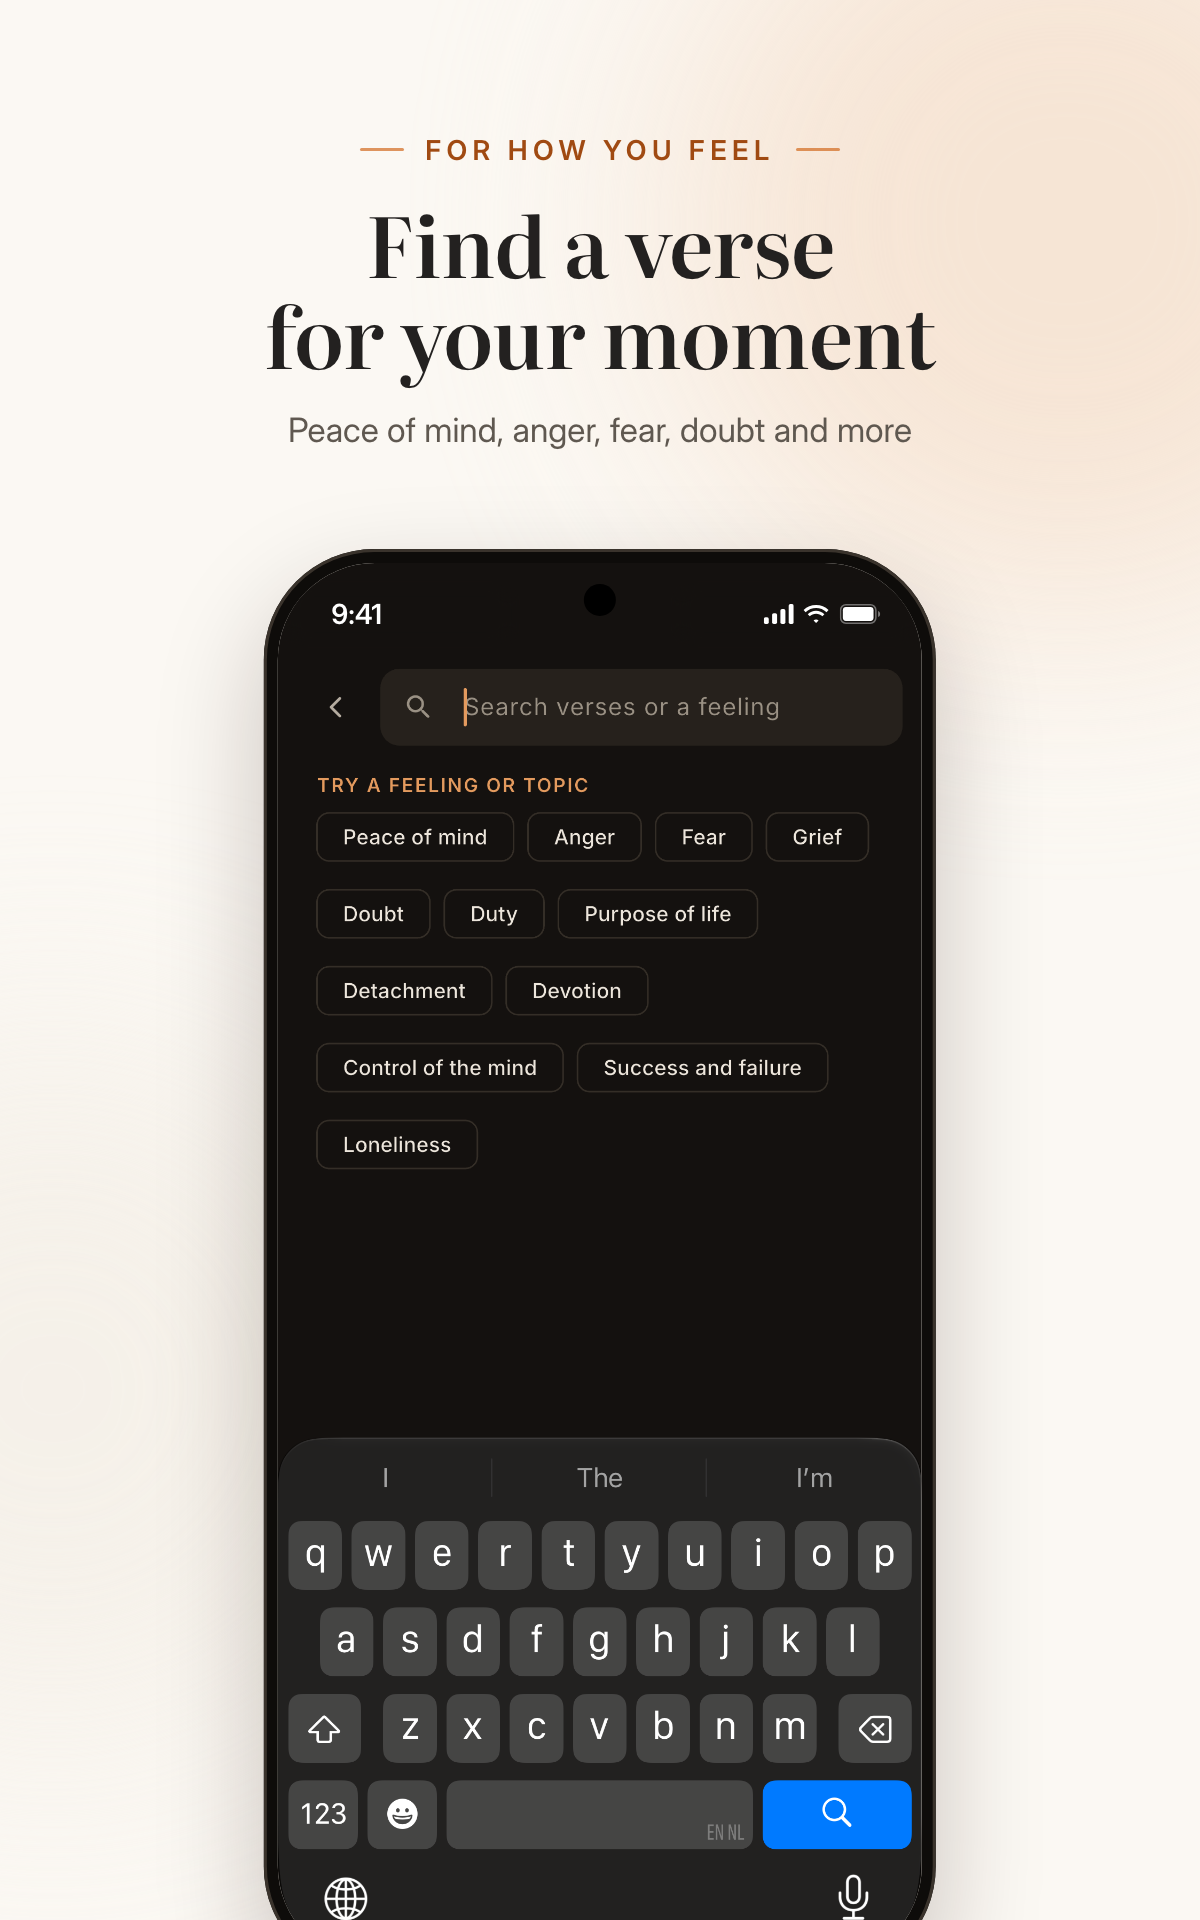 FOR HOW YOU FEEL
Find a verse
for your moment
Peace of mind, anger, fear, doubt and more
9:41
Search verses or a feeling
TRY A FEELING OR TOPIC
Peace of mind Anger Fear Grief
Doubt Duty Purpose of life
Detachment Devotion
Control of the mind Success and failure
Loneliness
I The I’m
q w e r t y u i o p
a s d f g h j k l
z x c v b n m
123 EN NL